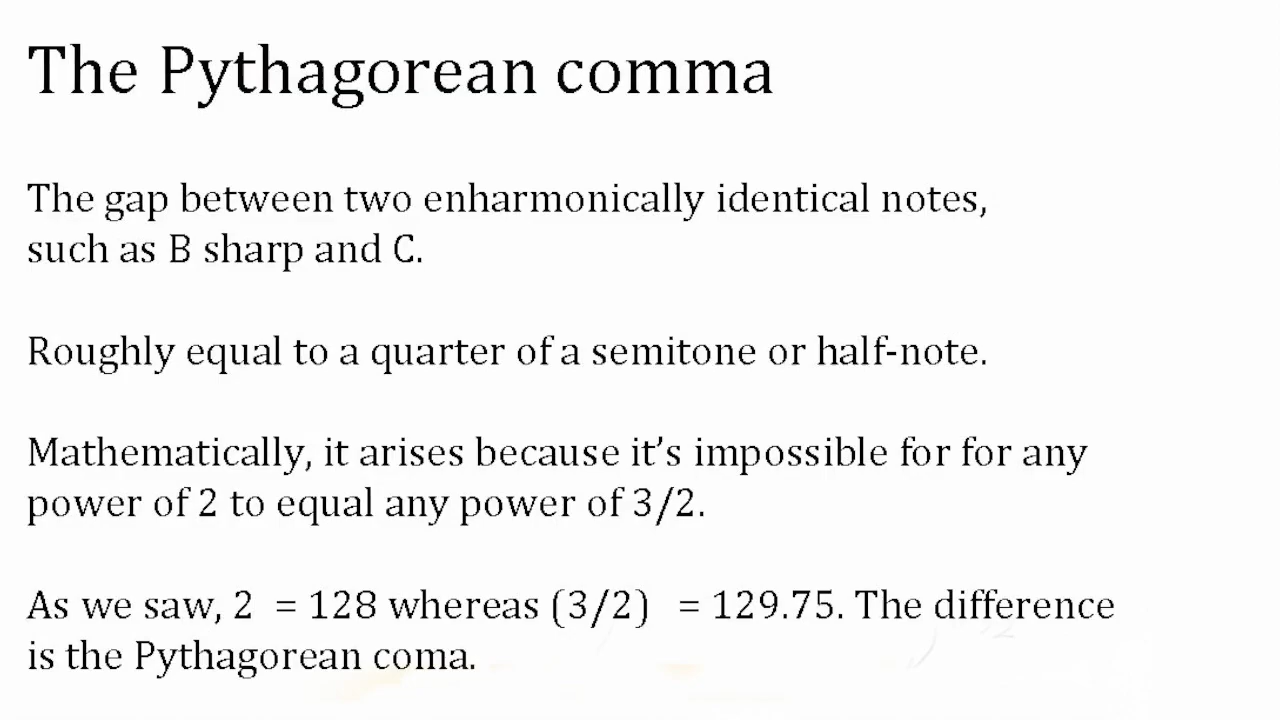 The Pythagorean comma
The gap between two enharmonically identical notes,
such as B sharp and C.
Roughly equal to a quarter of a semitone or half-note.
Mathematically, it arises because it’s impossible for for any
power of 2 to equal any power of 3/2.
As we saw, 2 = 128 whereas (3/2) = 129.75. The difference
is the Pythagorean coma.